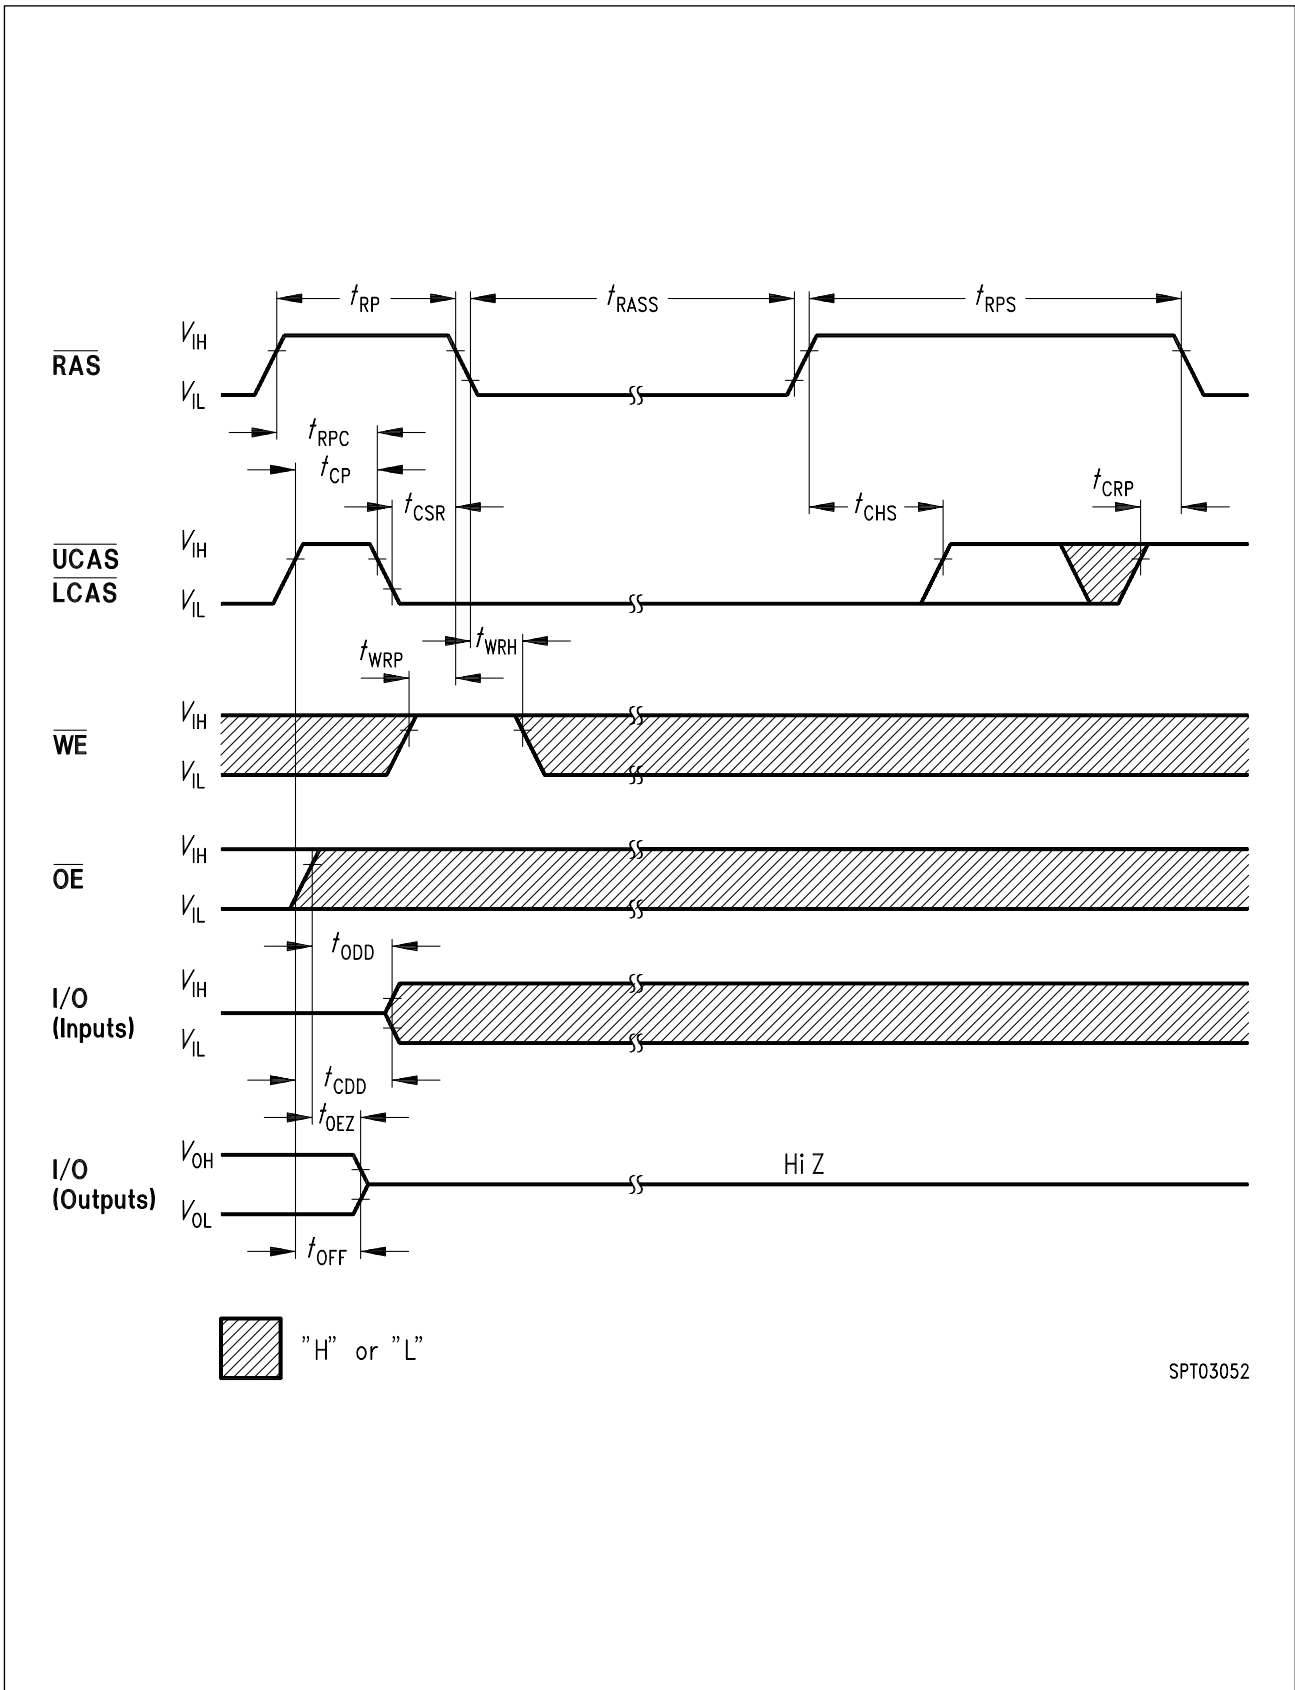 tRP tRASS tRPS
VIH
RAS
VIL
tRPC
tCP
tCSR tCHS tCRP
VIH
UCAS
LCAS
VIL
tWRH
tWRP
VIH
WE
VIL
VIH
OE
VIL
tODD
VIH
I/O
(Inputs)
VIL
tCDD
tOEZ
VOH
Hi Z
I/O
(Outputs)
VOL
tOFF
"H" or "L"
SPT03052